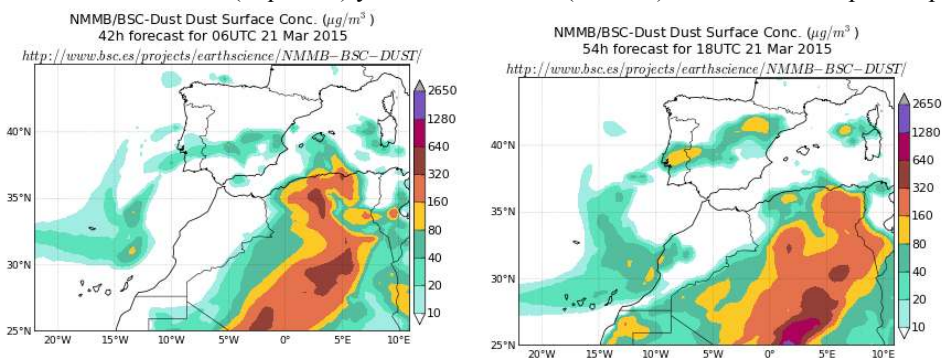 NMMB/BSC-Dust Dust Surface Conc. (μg/m³ )
42h forecast for 06UTC 21 Mar 2015
http://www.bsc.es/projects/earthscience/NMMB−BSC−DUST/
40°N
35°N
30°N
25°N
20°W 15°W 10°W 5°W 0° 5°E 10°E
2650
1280
640
320
160
80
40
20
10
NMMB/BSC-Dust Dust Surface Conc. (μg/m³ )
54h forecast for 18UTC 21 Mar 2015
http://www.bsc.es/projects/earthscience/NMMB−BSC−DUST/
40°N
35°N
30°N
25°N
20°W 15°W 10°W 5°W 0° 5°E 10°E
2650
1280
640
320
160
80
40
20
10